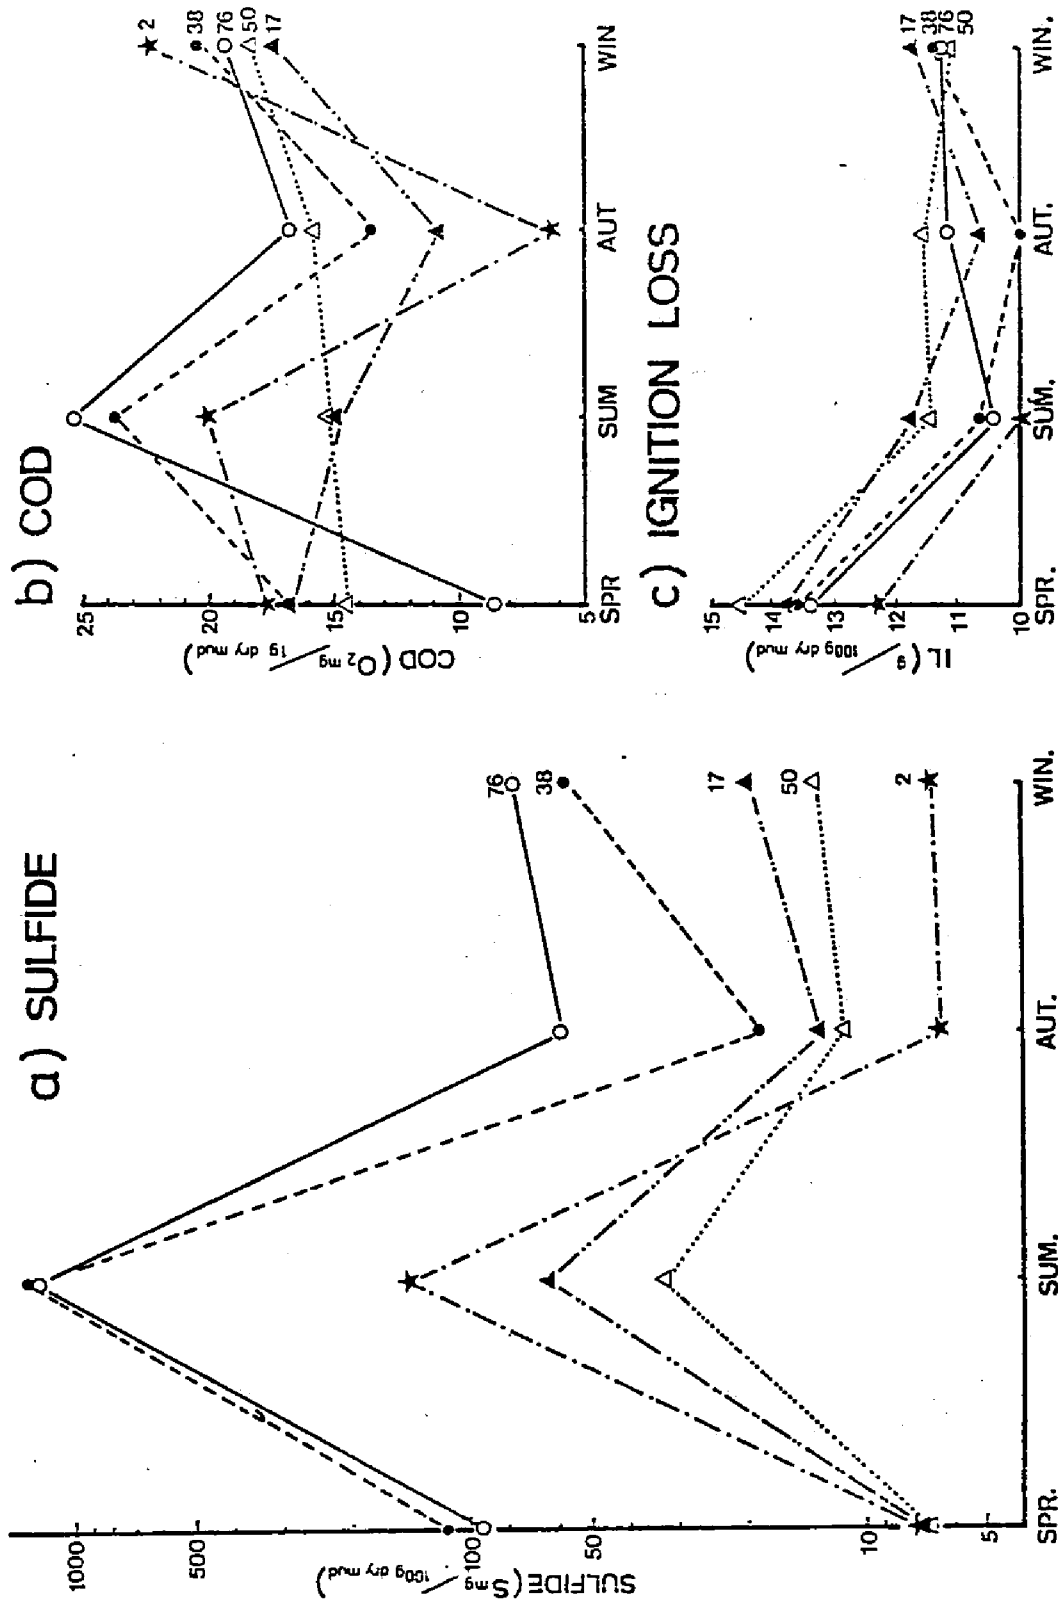 a) SULFIDE
SULFIDE (S mg/100g dry mud)
1000
500
100
50
10
5
SPR.
SUM.
AUT.
WIN.
76
38
17
50
2
b) COD
COD (O₂ mg/1g dry mud)
25
20
15
10
5
SPR
SUM
AUT
WIN
2
38
76
50
17
c) IGNITION LOSS
IL (g/100g dry mud)
15
14
13
12
11
10
SPR.
SUM.
AUT.
WIN.
17
38
76
50